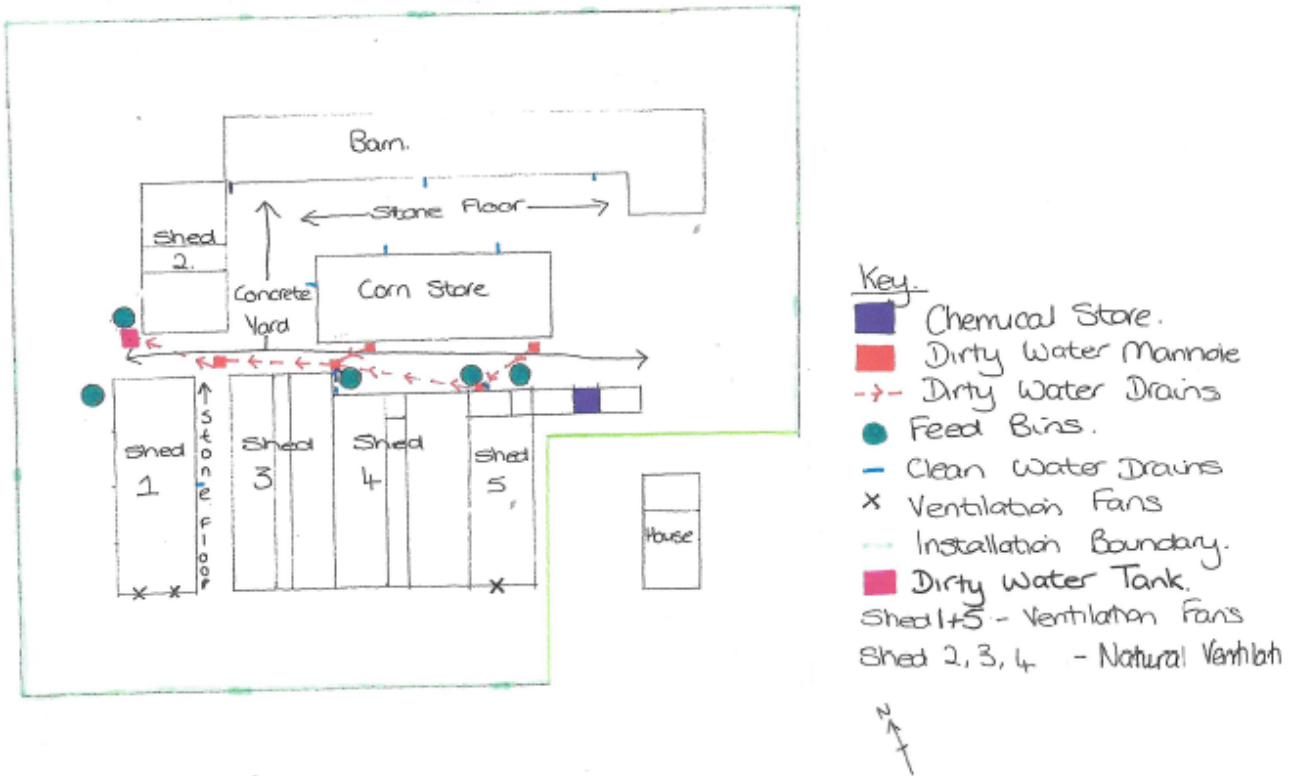 Barn.
Stone Floor
Shed
2.
Concrete
Yard
Corn Store
Shed
1
Stone Floor
Shed
3
Shed
4
Shed
5
House
Key.
Chemical Store.
Dirty Water Manhole
Dirty Water Drains
Feed Bins.
Clean Water Drains
Ventilation Fans
Installation Boundary.
Dirty Water Tank.
Shed 1+5 - Ventilation Fans
Shed 2, 3, 4 - Natural Ventilati
N